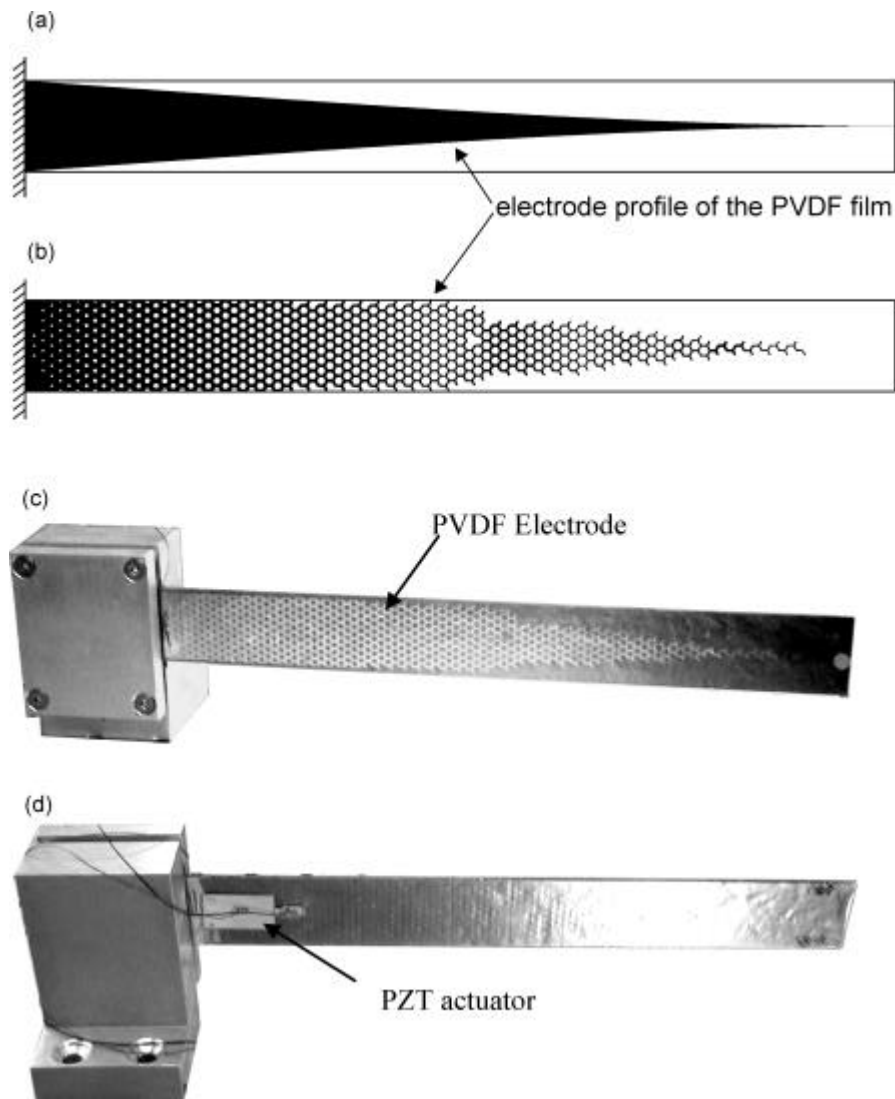 (a)
electrode profile of the PVDF film
(b)
(c)
PVDF Electrode
(d)
PZT actuator